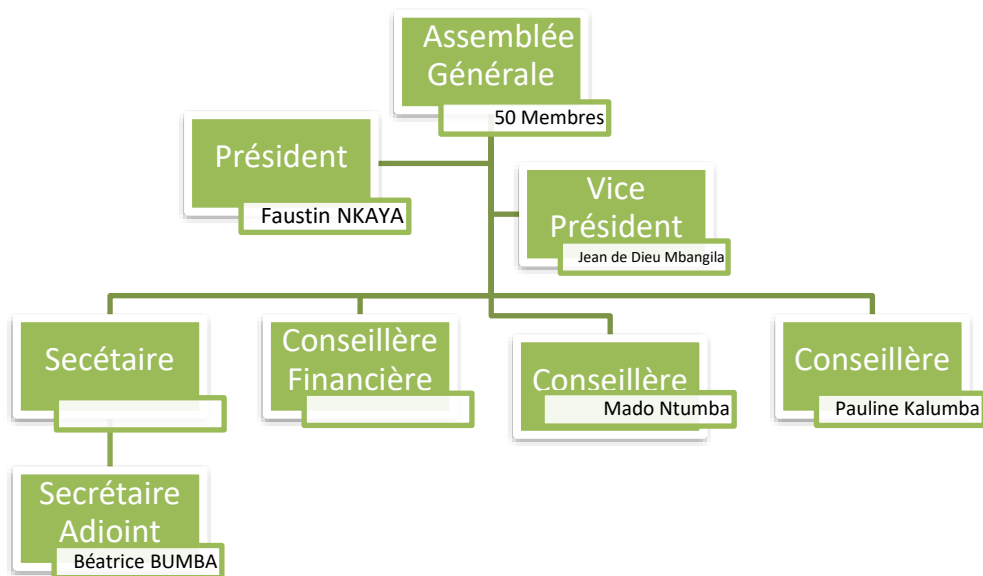 Assemblée
Générale
50 Membres
Président
Faustin NKAYA
Vice
Président
Jean de Dieu Mbangila
Secétaire
Conseillère
Financière
Conseillère
Mado Ntumba
Conseillère
Pauline Kalumba
Secrétaire
Adjoint
Béatrice BUMBA